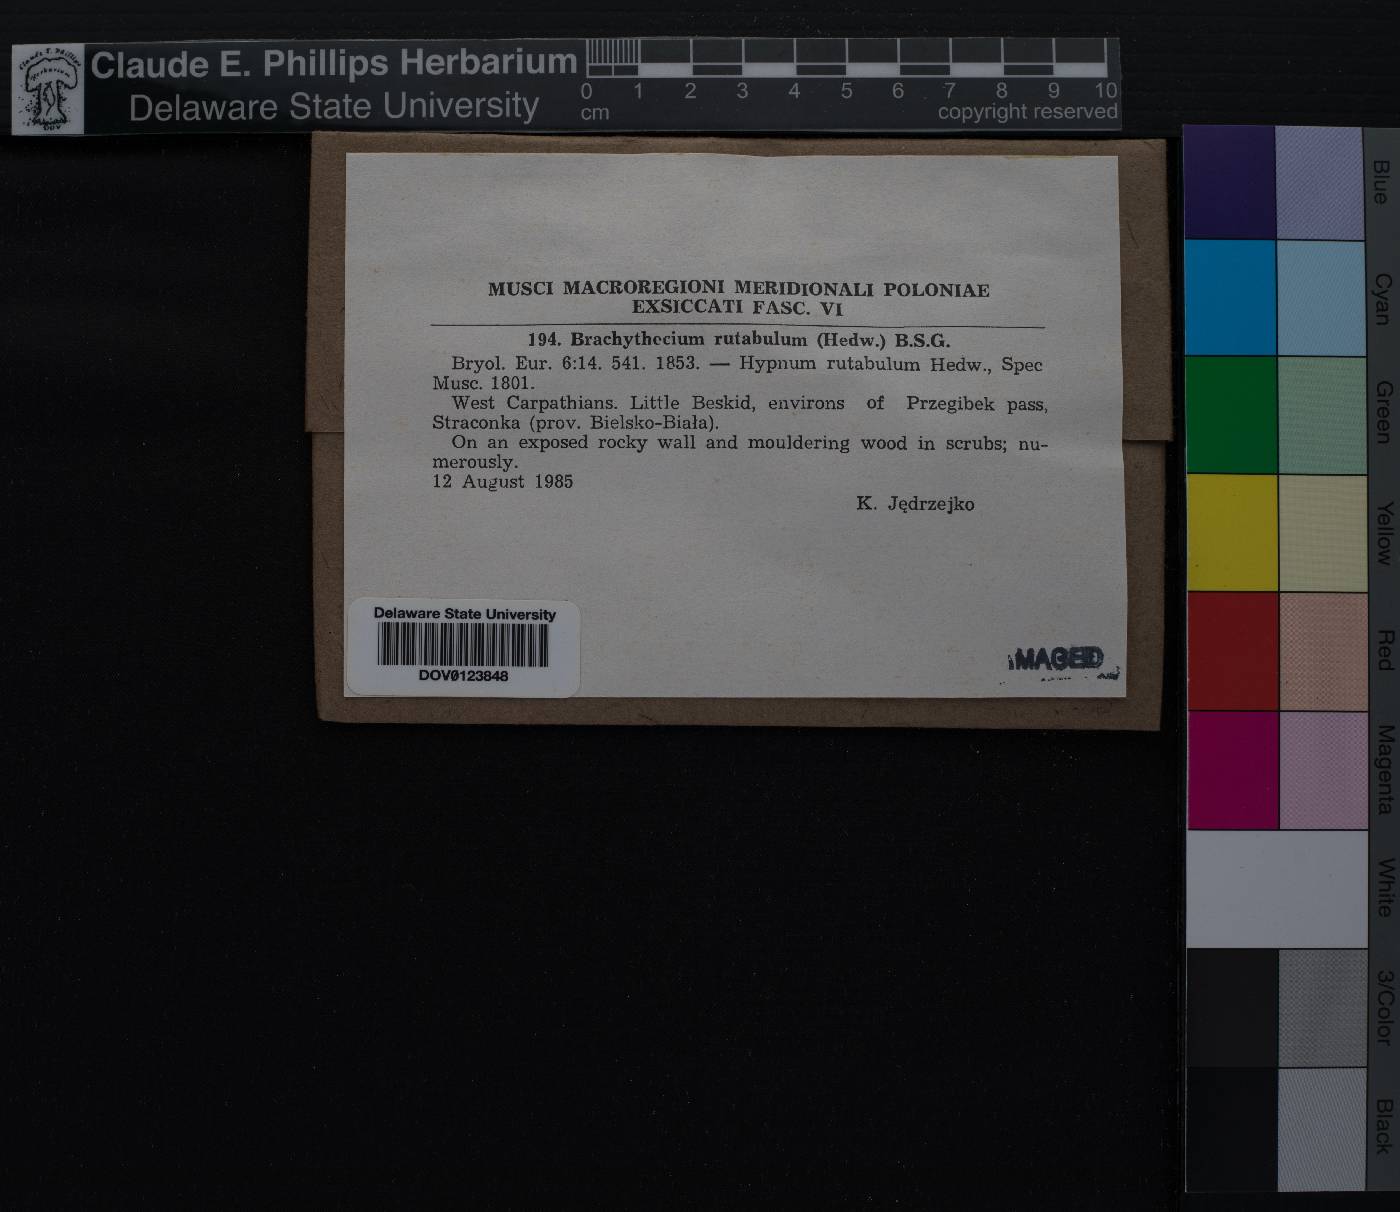 Claude E. Phillips Herbarium
Delaware State University
0 1 2 3 4 5 6 7 8 9 10
cm
copyright reserved
MUSCI MACROREGIONI MERIDIONALI POLONIAE
EXSICCATI FASC. VI
194. Brachythecium rutabulum (Hedw.) B.S.G.
Bryol. Eur. 6:14. 541. 1853. — Hypnum rutabulum Hedw., Spec
Musc. 1801.
West Carpathians. Little Beskid, environs of Przegibek pass,
Straconka (prov. Bielsko-Biała).
On an exposed rocky wall and mouldering wood in scrubs; nu-
merously.
12 August 1985
K. Jędrzejko
Delaware State University
DOV0123848
IMAGED
Blue
Cyan
Green
Yellow
Red
Magenta
White
3/Color
Black